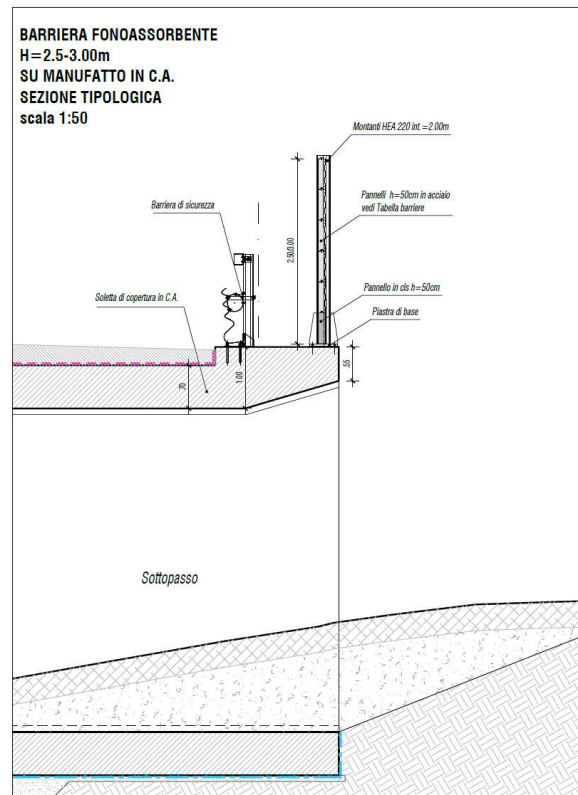 BARRIERA FONOASSORBENTE
H=2.5-3.00m
SU MANUFATTO IN C.A.
SEZIONE TIPOLOGICA
scala 1:50
Montanti HEA 220 int.=2.00m
Pannelli h=50cm in acciaio
vedi Tabella barriere
Barriera di sicurezza
2.50/3.00
Pannello in cls h=50cm
Soletta di copertura in C.A.
Piastra di base
.70
1.00
.55
Sottopasso